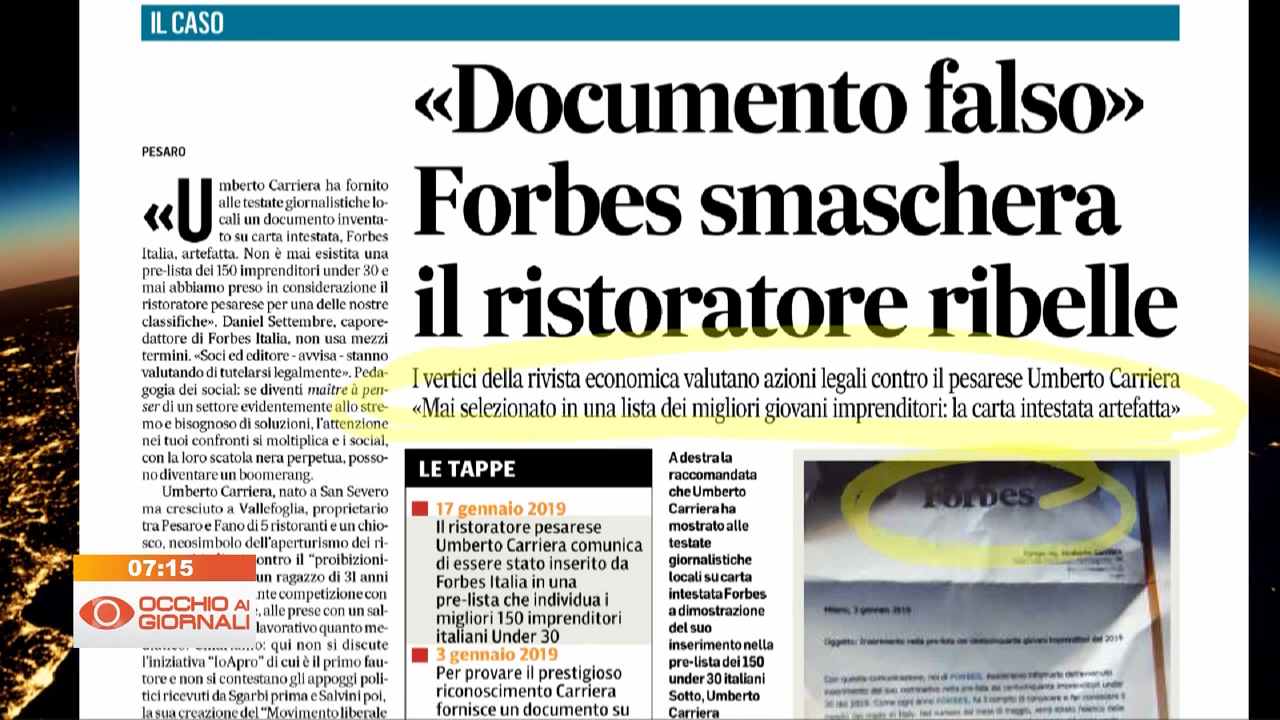 IL CASO
«Documento falso»
Forbes smaschera
il ristoratore ribelle
I vertici della rivista economica valutano azioni legali contro il pesarese Umberto Carriera
«Mai selezionato in una lista dei migliori giovani imprenditori: la carta intestata artefatta»
PESARO
«Umberto Carriera ha fornito
alle testate giornalistiche lo-
cali un documento inventa-
to su carta intestata, Forbes
Italia, artefatta. Non è mai esistita una
pre-lista dei 150 imprenditori under 30 e
mai abbiamo preso in considerazione il
ristoratore pesarese per una delle nostre
classifiche». Daniel Settembre, capore-
dattore di Forbes Italia, non usa mezzi
termini. «Soci ed editore - avvisa - stanno
valutando di tutelarsi legalmente». Peda-
gogia dei social: se diventi maître à pen-
ser di un settore evidentemente allo stre-
mo e bisognoso di soluzioni, l'attenzione
nei tuoi confronti si moltiplica e i social,
con la loro scatola nera perpetua, posso-
no diventare un boomerang.
Umberto Carriera, nato a San Severo
ma cresciuto a Vallefoglia, proprietario
tra Pesaro e Fano di 5 ristoranti e un chio-
sco, neosimbolo dell'aperturismo dei ri-
contro il "proibizioni-
un ragazzo di 31 anni
competizione con
, alle prese con un sal-
lavorativo quanto me-
qui non si discute
l'iniziativa "IoApro" di cui è il primo fau-
tore e non si contestano gli appoggi poli-
tici ricevuti da Sgarbi prima e Salvini poi,
la sua creazione del "Movimento liberale
07:15
OCCHIO AI
GIORNALI
LE TAPPE
17 gennaio 2019
Il ristoratore pesarese
Umberto Carriera comunica
di essere stato inserito da
Forbes Italia in una
pre-lista che individua i
migliori 150 imprenditori
italiani Under 30
3 gennaio 2019
Per provare il prestigioso
riconoscimento Carriera
fornisce un documento su
A destra la
raccomandata
che Umberto
Carriera ha
mostrato alle
testate
giornalistiche
locali su carta
intestata Forbes
a dimostrazione
del suo
inserimento nella
pre-lista dei 150
under 30 italiani
Sotto, Umberto
Carriera
Forbes
Milano, 3 gennaio 2019